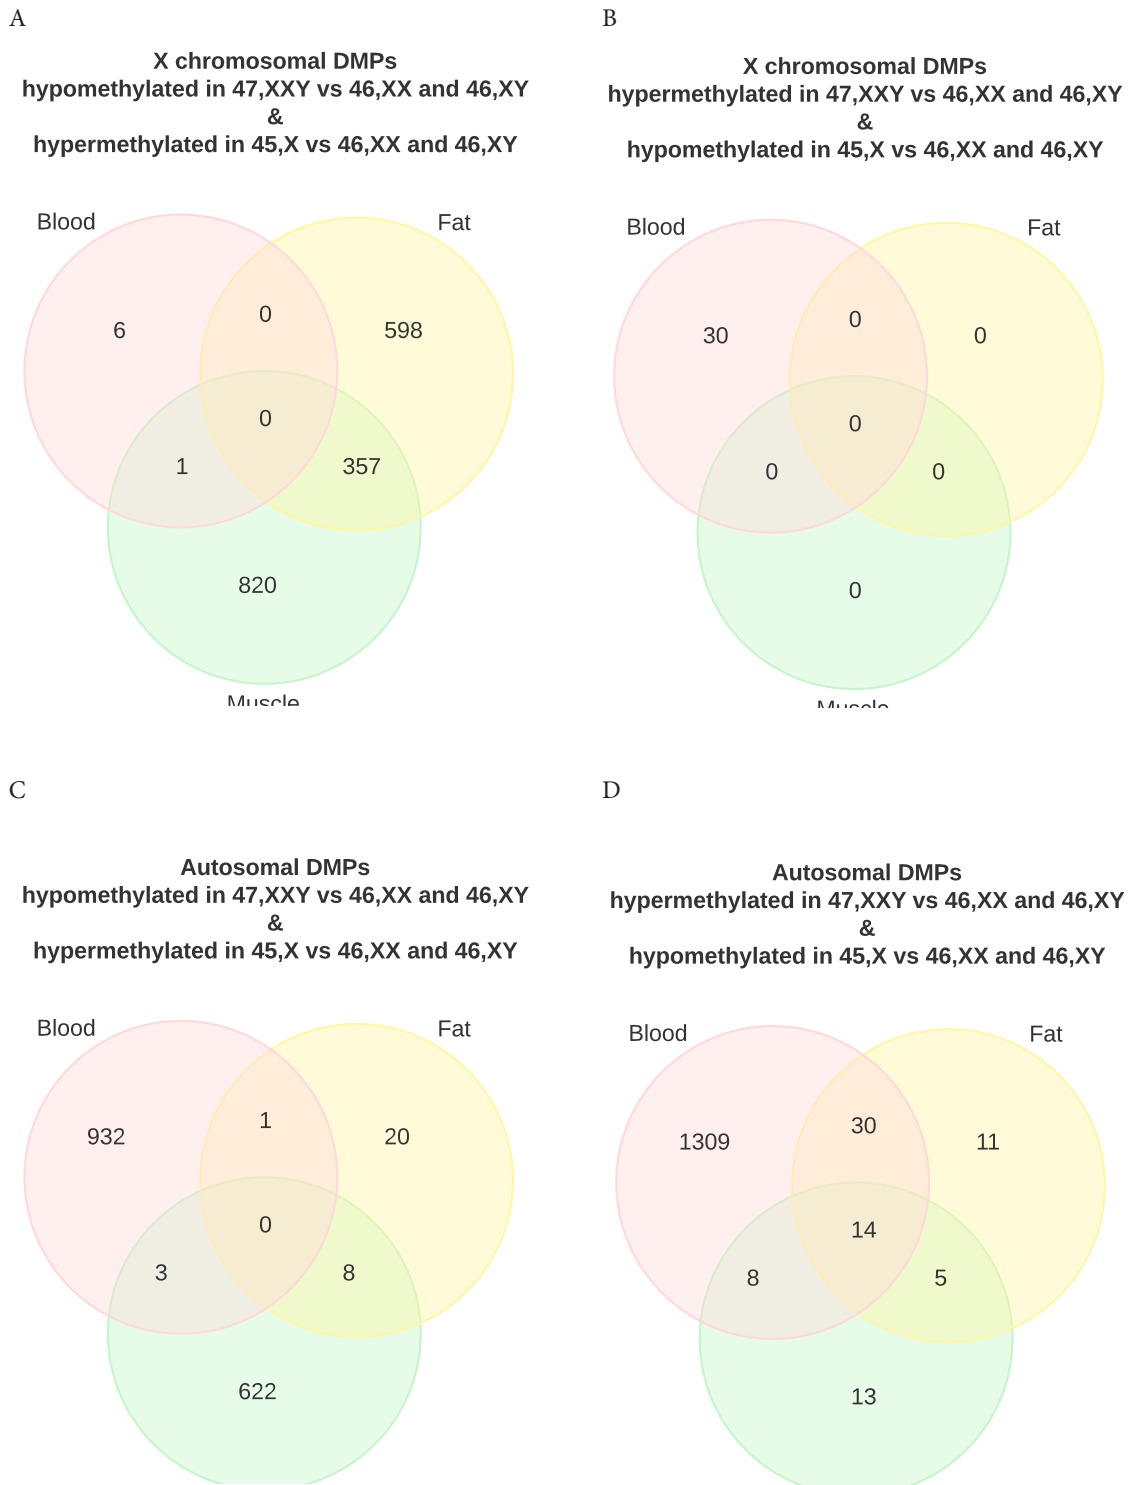 A
X chromosomal DMPs
hypomethylated in 47,XXY vs 46,XX and 46,XY
&
hypermethylated in 45,X vs 46,XX and 46,XY
Blood
Fat
6
0
598
0
1
357
820
Muscle
B
X chromosomal DMPs
hypermethylated in 47,XXY vs 46,XX and 46,XY
&
hypomethylated in 45,X vs 46,XX and 46,XY
Blood
Fat
30
0
0
0
0
0
0
Muscle
C
Autosomal DMPs
hypomethylated in 47,XXY vs 46,XX and 46,XY
&
hypermethylated in 45,X vs 46,XX and 46,XY
Blood
Fat
932
1
20
0
3
8
622
D
Autosomal DMPs
hypermethylated in 47,XXY vs 46,XX and 46,XY
&
hypomethylated in 45,X vs 46,XX and 46,XY
Blood
Fat
1309
30
11
14
8
5
13